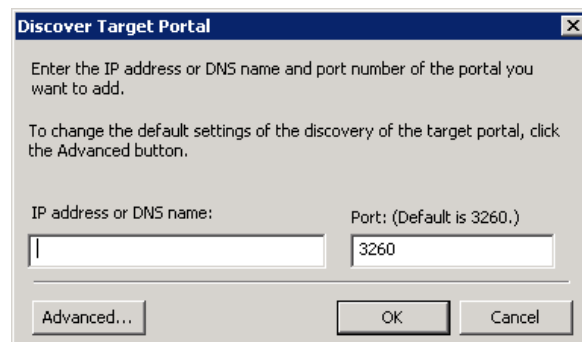 Discover Target Portal
Enter the IP address or DNS name and port number of the portal you
want to add.
To change the default settings of the discovery of the target portal, click
the Advanced button.
IP address or DNS name:
Port: (Default is 3260.)
3260
Advanced...
OK
Cancel